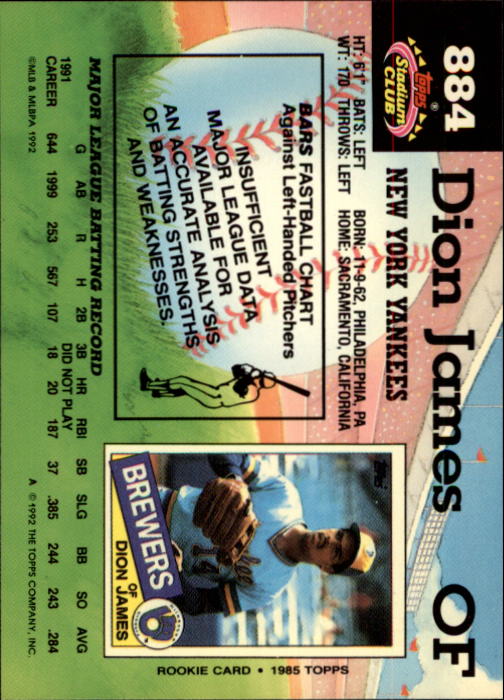 884
Dion James OF
NEW YORK YANKEES
topps®
Stadium
CLUB
HT: 6'1" BATS: LEFT BORN: 11-9-62, PHILADELPHIA, PA
WT: 170 THROWS: LEFT HOME: SACRAMENTO, CALIFORNIA
BARS FASTBALL CHART
Against Left-Handed Pitchers
INSUFFICIENT
MAJOR LEAGUE DATA
AVAILABLE FOR
AN ACCURATE ANALYSIS
OF BATTING STRENGTHS
AND WEAKNESSES.
Topps
14
BREWERS
OF
DION JAMES
ROOKIE CARD • 1985 TOPPS
MAJOR LEAGUE BATTING RECORD
G AB R H 2B 3B HR RBI SB SLG BB SO AVG
1991 DID NOT PLAY
CAREER 644 1999 253 567 107 18 20 187 37 .385 244 243 .284
©MLB & MLBPA 1992 A ©1992 THE TOPPS COMPANY, INC.